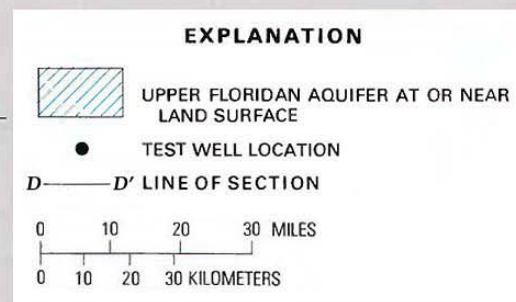 EXPLANATION
UPPER FLORIDAN AQUIFER AT OR NEAR
LAND SURFACE
TEST WELL LOCATION
D D′ LINE OF SECTION
0 10 20 30 MILES
0 10 20 30 KILOMETERS